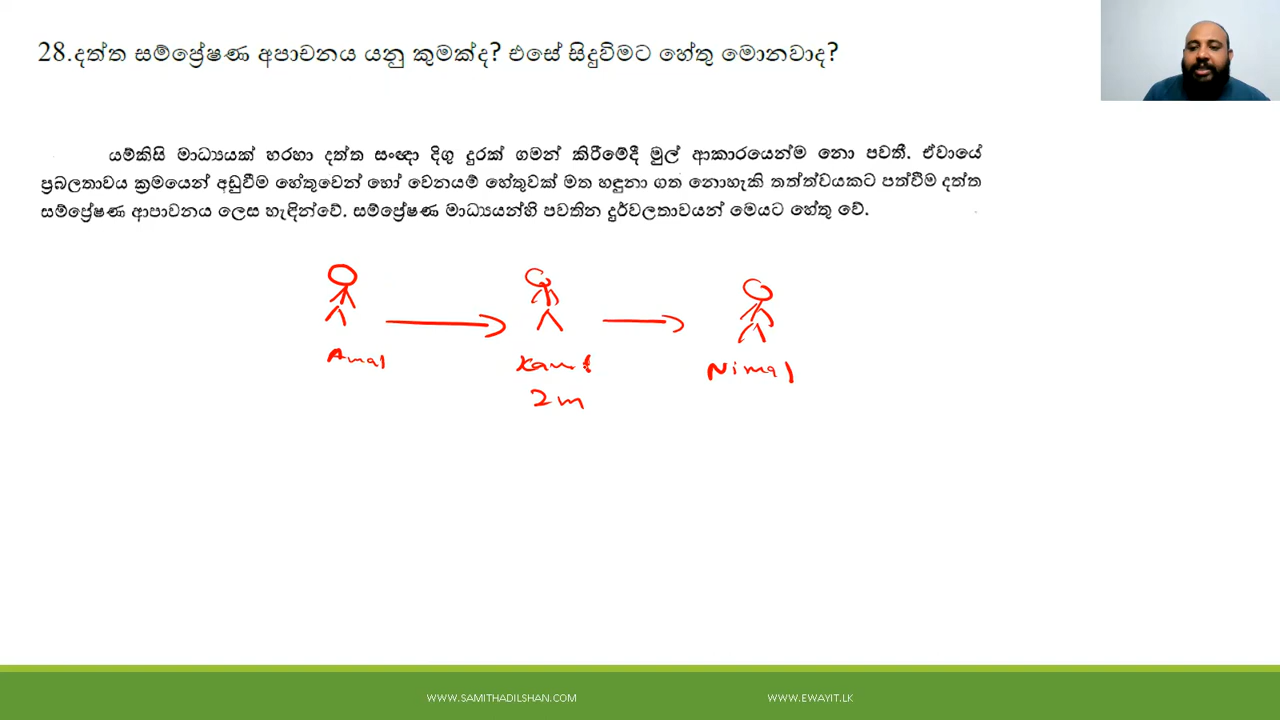 28.දත්ත සම්ප්‍රේෂණ අපාචනය යනු කුමක්ද? එසේ සිදුවිමට හේතු මොනවාද?
යම්කිසි මාධ්‍යයක් හරහා දත්ත සංඥා දිගු දුරක් ගමන් කිරීමේදී මුල් ආකාරයෙන්ම නො පවතී. ඒවායේ
ප්‍රබලතාවය ක්‍රමයෙන් අඩුවීම හේතුවෙන් හෝ වෙනයම් හේතුවක් මත හඳුනා ගත නොහැකි තත්ත්වයකට පත්වීම දත්ත
සම්ප්‍රේෂණ ආපාචනය ලෙස හැඳින්වේ. සම්ප්‍රේෂණ මාධ්‍යයන්හි පවතින දුර්වලතාවයන් මෙයට හේතු වේ.
Amal
Nimal
2m
WWW.SAMITHADILSHAN.COM
WWW.EWAYIT.LK